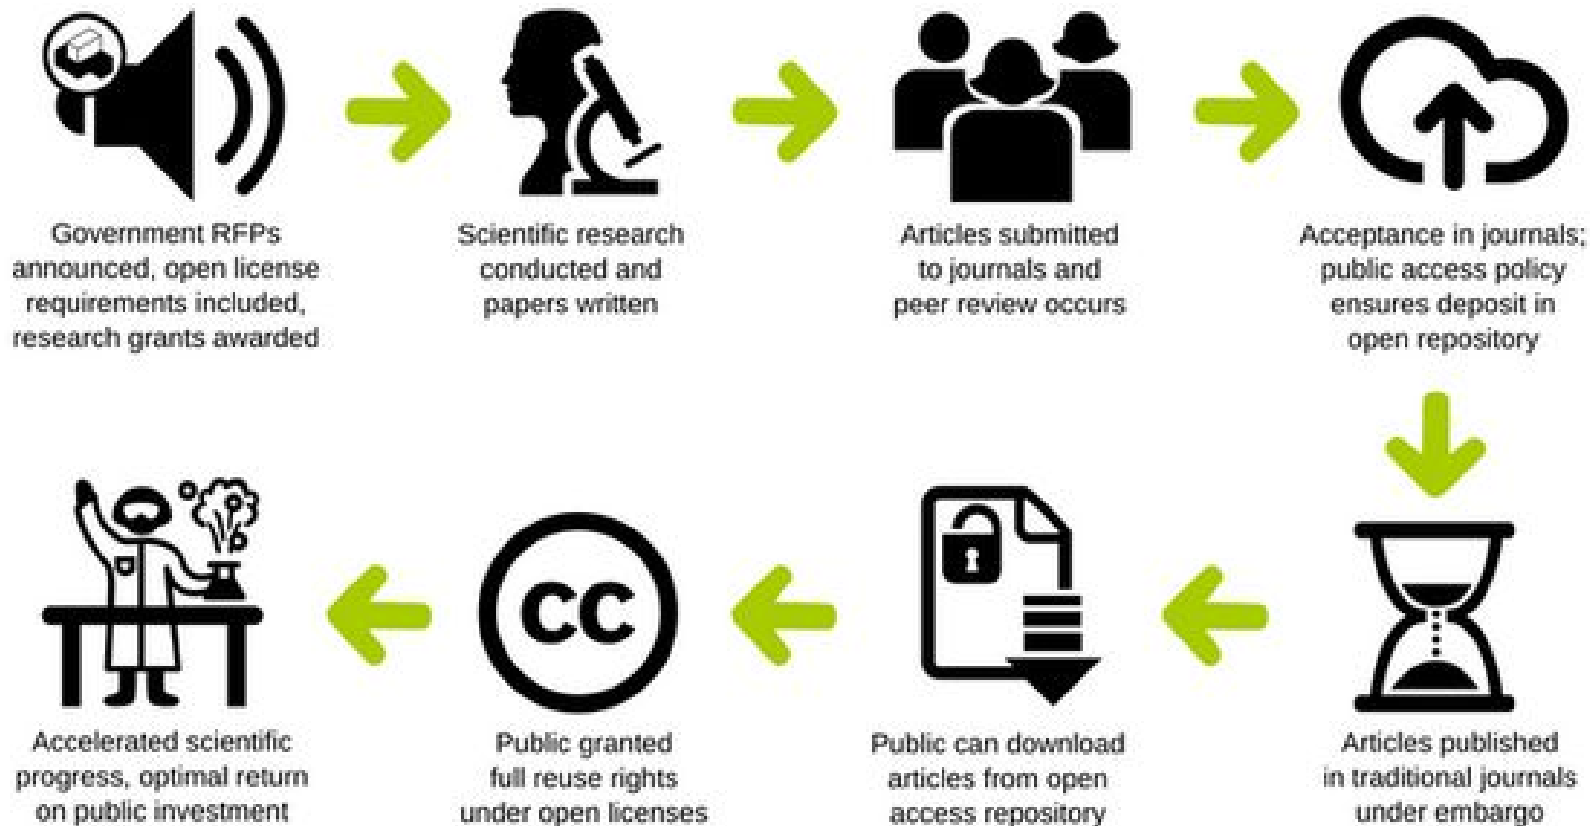 Government RFPs
announced, open license
requirements included,
research grants awarded
Scientific research
conducted and
papers written
Articles submitted
to journals and
peer review occurs
Acceptance in journals;
public access policy
ensures deposit in
open repository
Articles published
in traditional journals
under embargo
Public can download
articles from open
access repository
cc
Public granted
full reuse rights
under open licenses
Accelerated scientific
progress, optimal return
on public investment